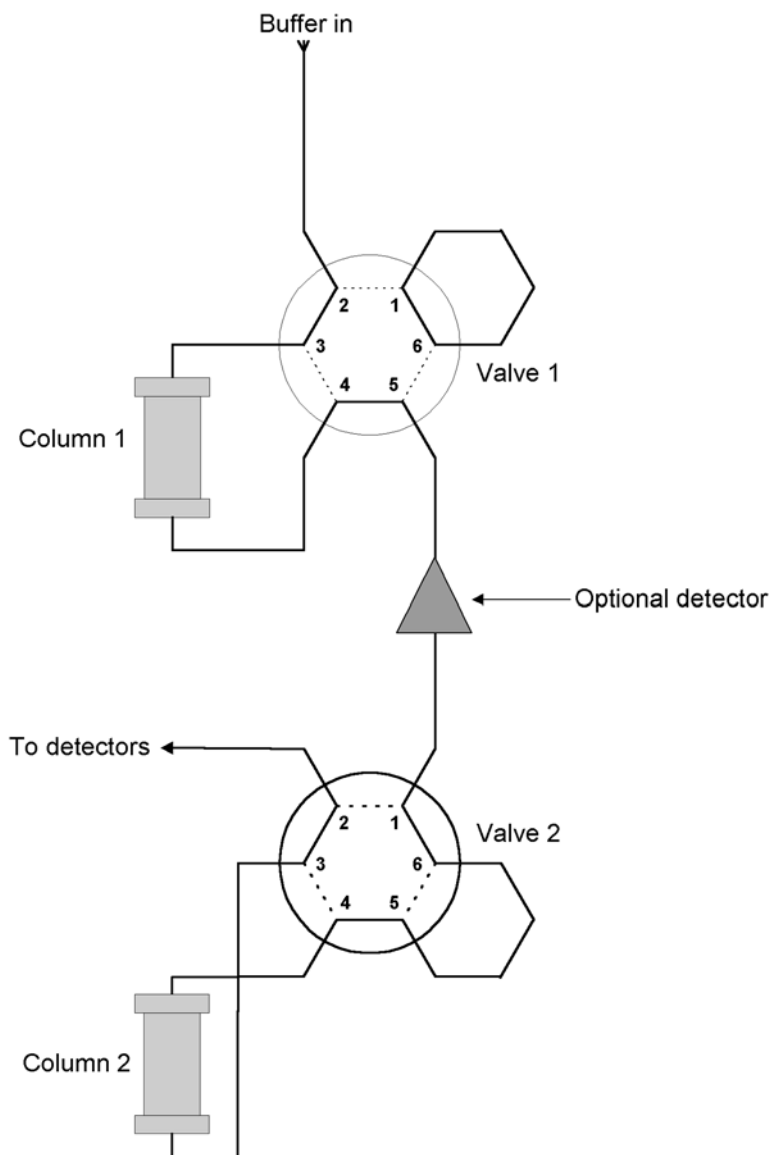 Buffer in
2 1
3 6
4 5
Valve 1
Column 1
Optional detector
To detectors
2 1
Valve 2
3 6
4 5
Column 2